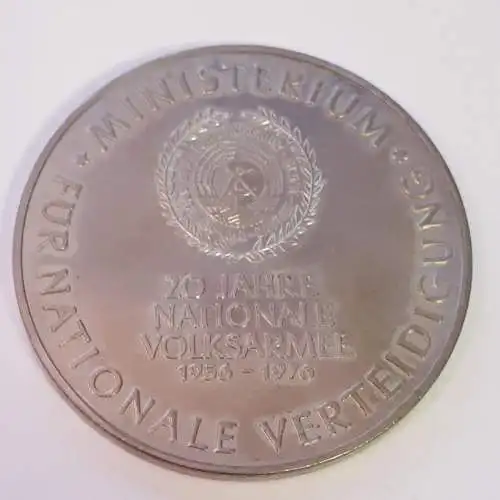 MINISTERIUM
FÜR NATIONALE VERTEIDIGUNG
20 JAHRE
NATIONALE
VOLKSARMEE
1956 - 1976